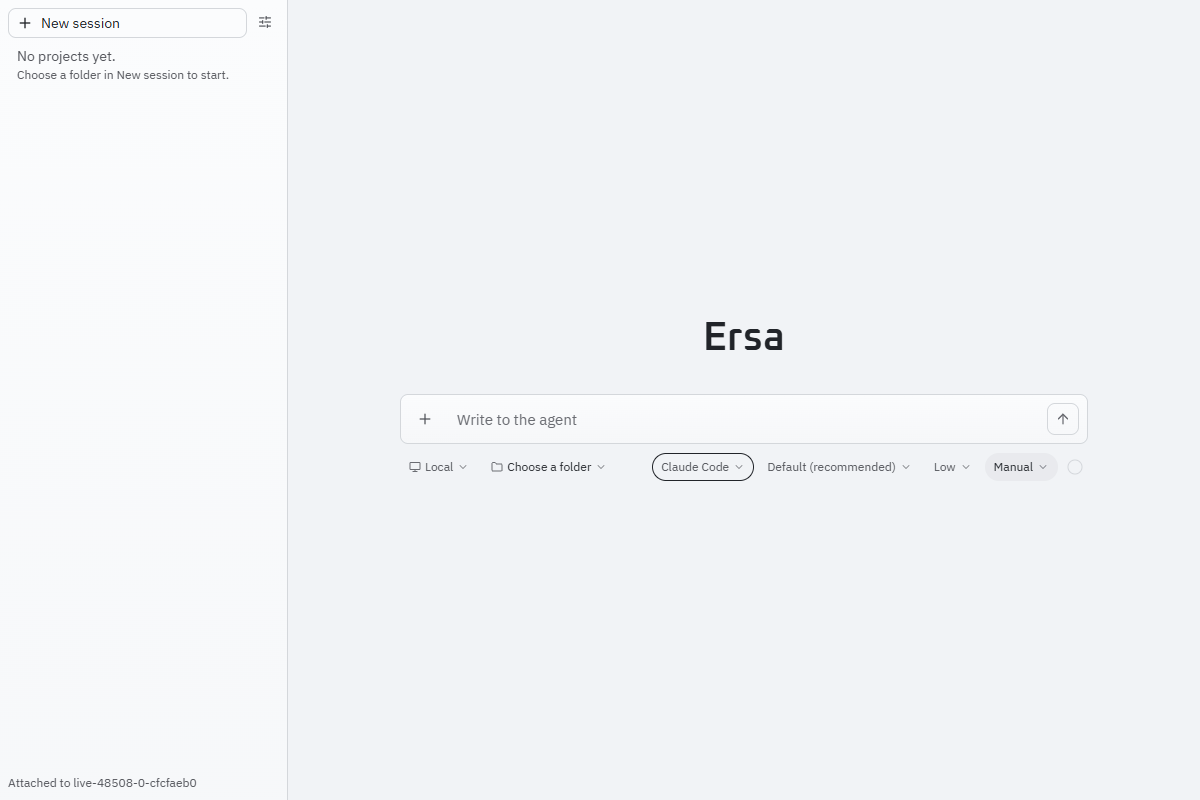 New session
No projects yet.
Choose a folder in New session to start.
Ersa
Write to the agent
Local
Choose a folder
Claude Code
Default (recommended)
Low
Manual
Attached to live-48508-0-cfcfaeb0